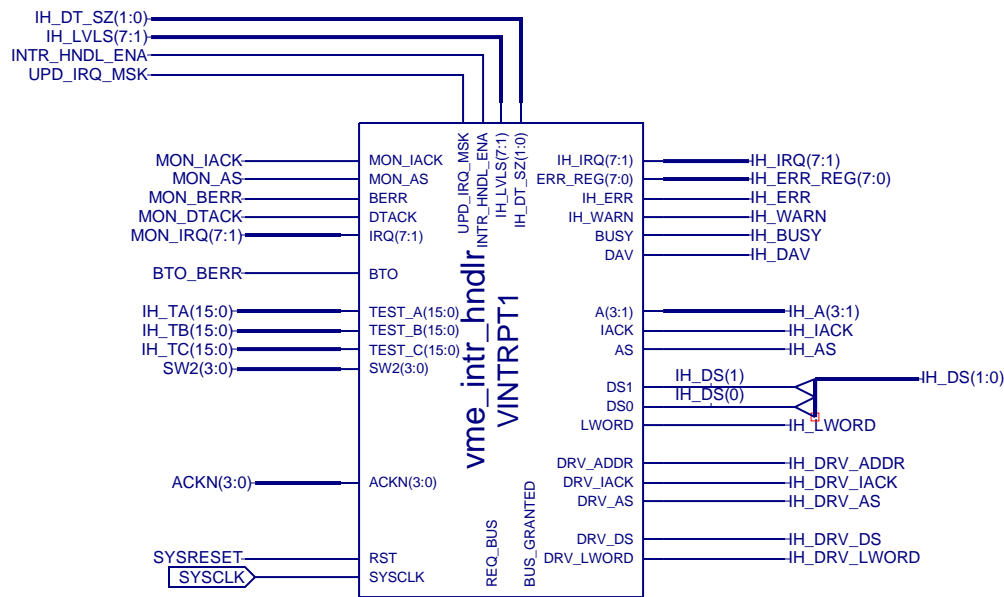 IH_DT_SZ(1:0)
IH_LVLS(7:1)
INTR_HNDL_ENA
UPD_IRQ_MSK
UPD_IRQ_MSK
INTR_HNDL_ENA
IH_LVLS(7:1)
IH_DT_SZ(1:0)
MON_IACK MON_IACK IH_IRQ(7:1) IH_IRQ(7:1)
MON_AS MON_AS ERR_REG(7:0) IH_ERR_REG(7:0)
MON_BERR BERR IH_ERR IH_ERR
MON_DTACK DTACK IH_WARN IH_WARN
MON_IRQ(7:1) IRQ(7:1) BUSY IH_BUSY
DAV IH_DAV
BTO_BERR BTO
vme_intr_hndlr
VINTRPT1
IH_TA(15:0) TEST_A(15:0) A(3:1) IH_A(3:1)
IH_TB(15:0) TEST_B(15:0) IACK IH_IACK
IH_TC(15:0) TEST_C(15:0) AS IH_AS
SW2(3:0) SW2(3:0)
DS1 IH_DS(1) IH_DS(1:0)
DS0 IH_DS(0)
LWORD IH_LWORD
DRV_ADDR IH_DRV_ADDR
ACKN(3:0) ACKN(3:0) DRV_IACK IH_DRV_IACK
DRV_AS IH_DRV_AS
REQ_BUS
BUS_GRANTED
DRV_DS IH_DRV_DS
SYSRESET RST DRV_LWORD IH_DRV_LWORD
SYSCLK SYSCLK